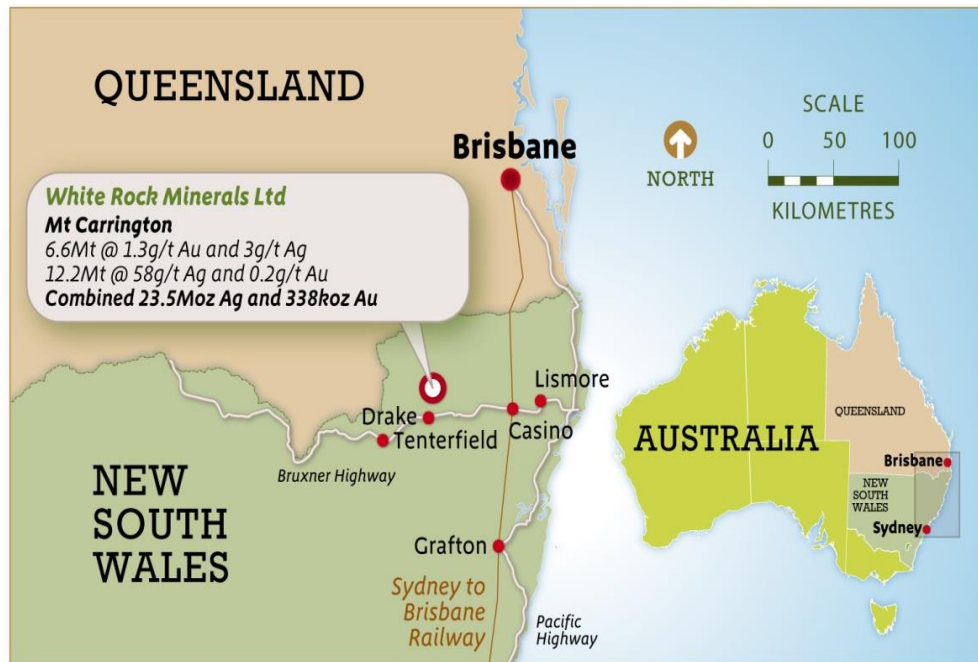 QUEENSLAND
Brisbane
White Rock Minerals Ltd
Mt Carrington
6.6Mt @ 1.3g/t Au and 3g/t Ag
12.2Mt @ 58g/t Ag and 0.2g/t Au
Combined 23.5Moz Ag and 338koz Au
NORTH
SCALE
0 50 100
KILOMETRES
Lismore
Drake
Casino
Tenterfield
Bruxner Highway
NEW
SOUTH
WALES
Grafton
Sydney to
Brisbane
Railway
Pacific
Highway
AUSTRALIA
QUEENSLAND
Brisbane
NEW
SOUTH
WALES
Sydney